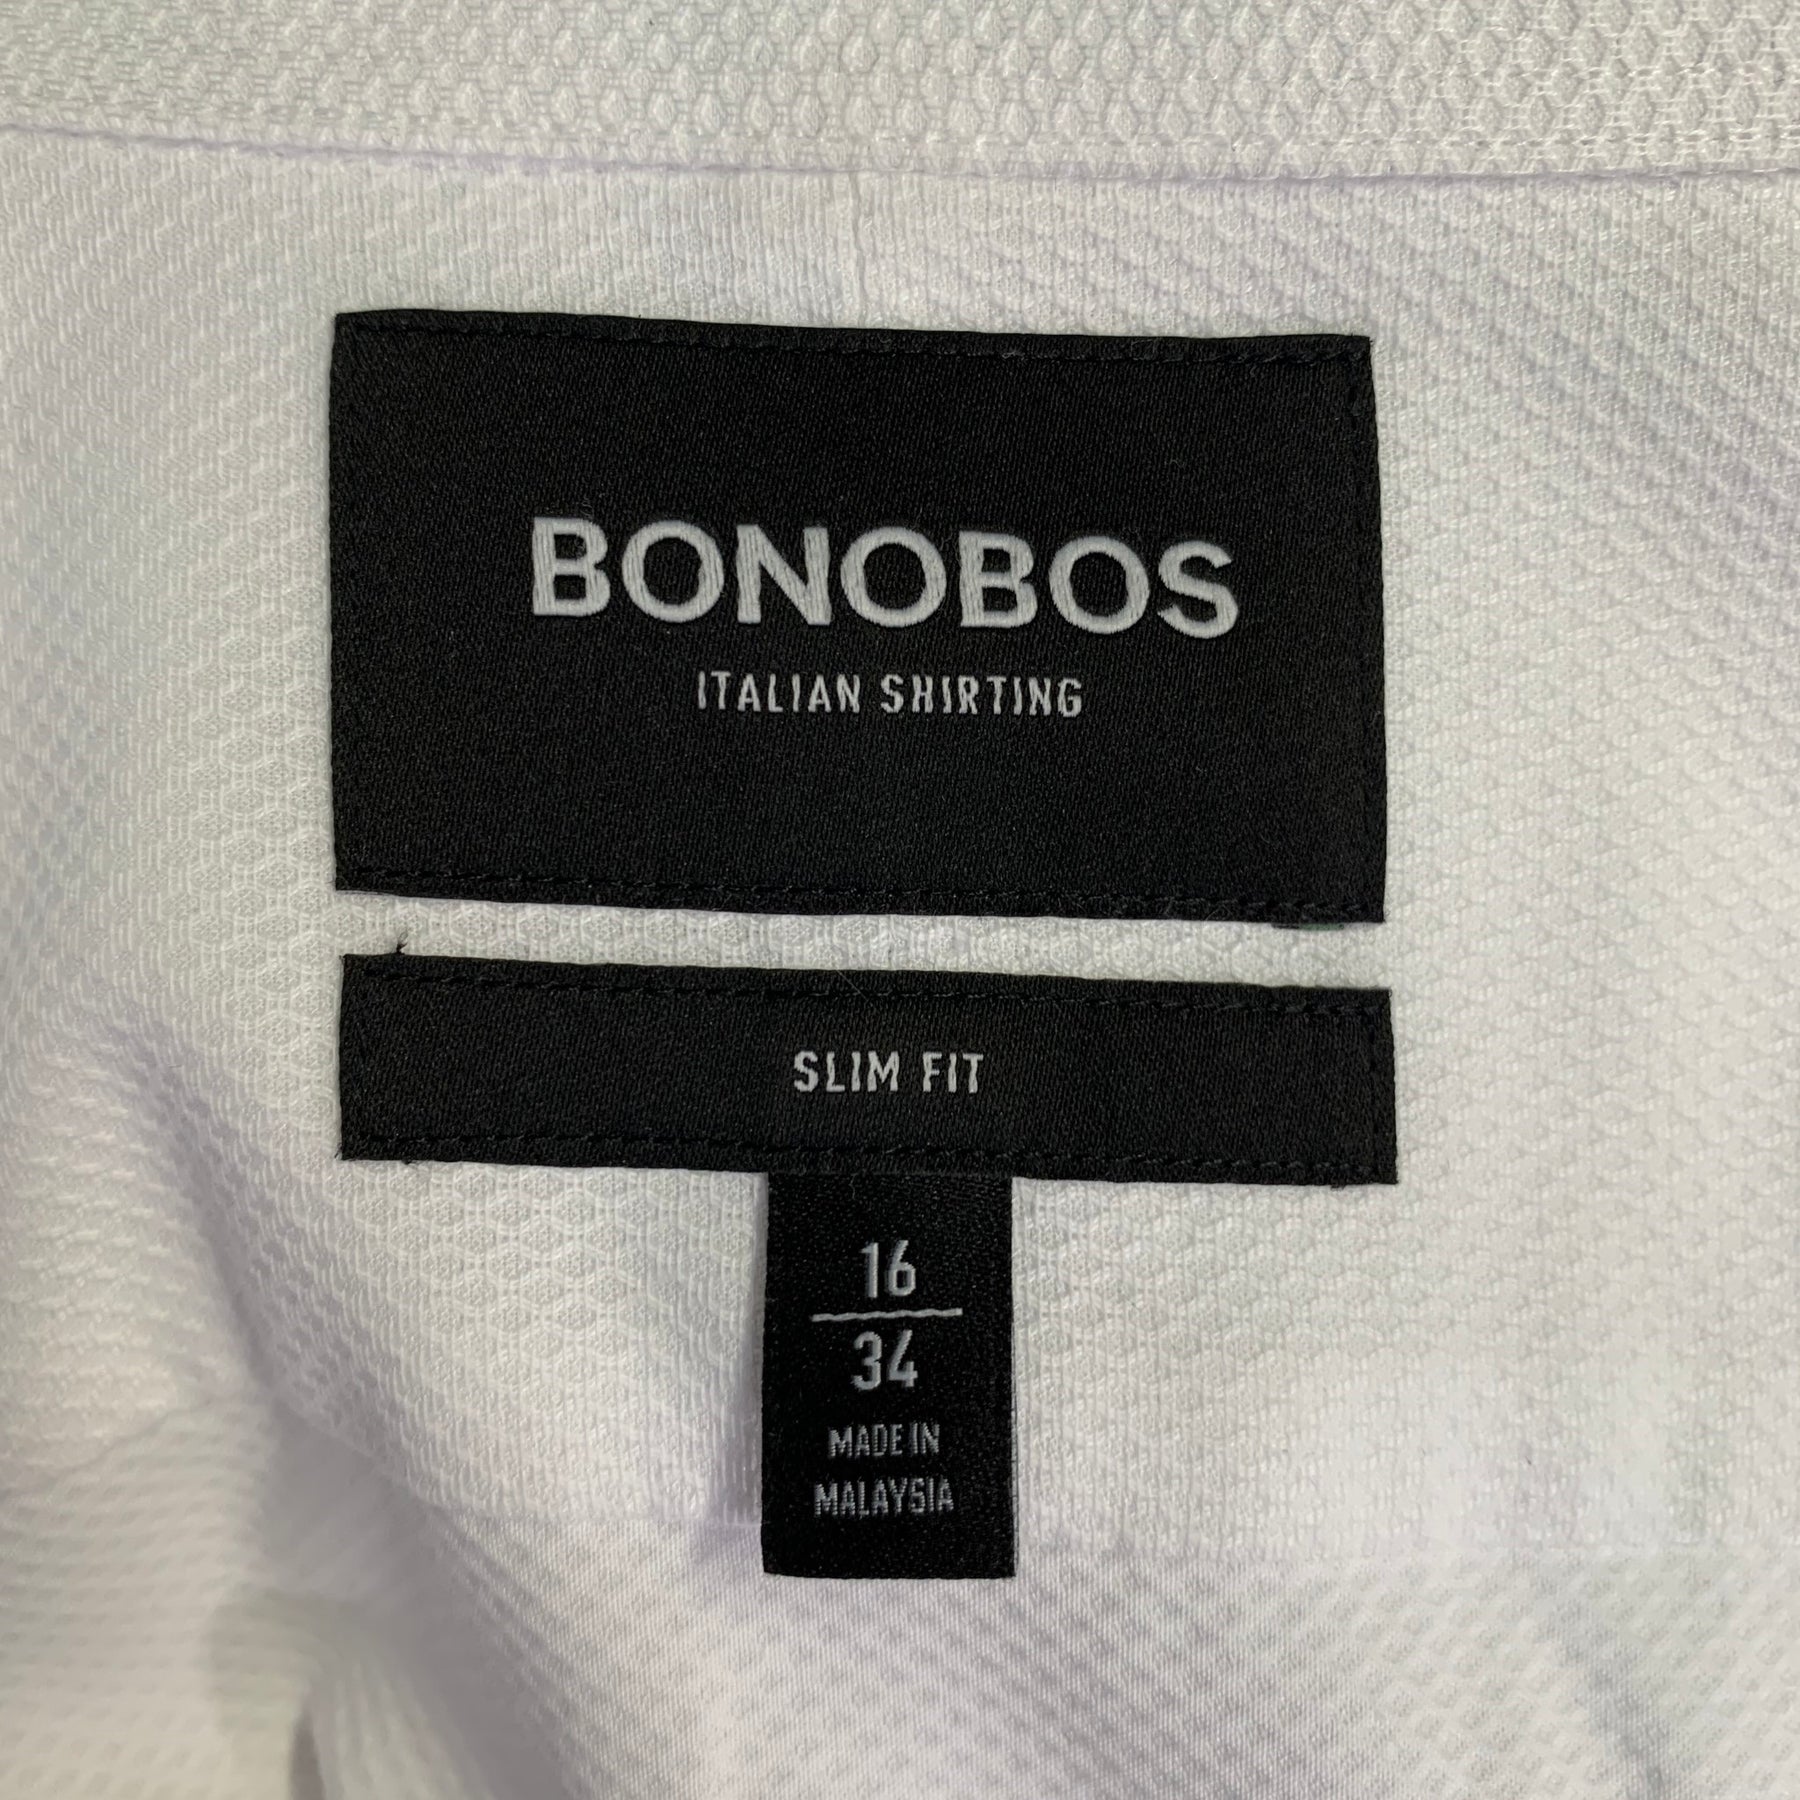 BONOBOS
ITALIAN SHIRTING
SLIM FIT
16
34
MADE IN
MALAYSIA